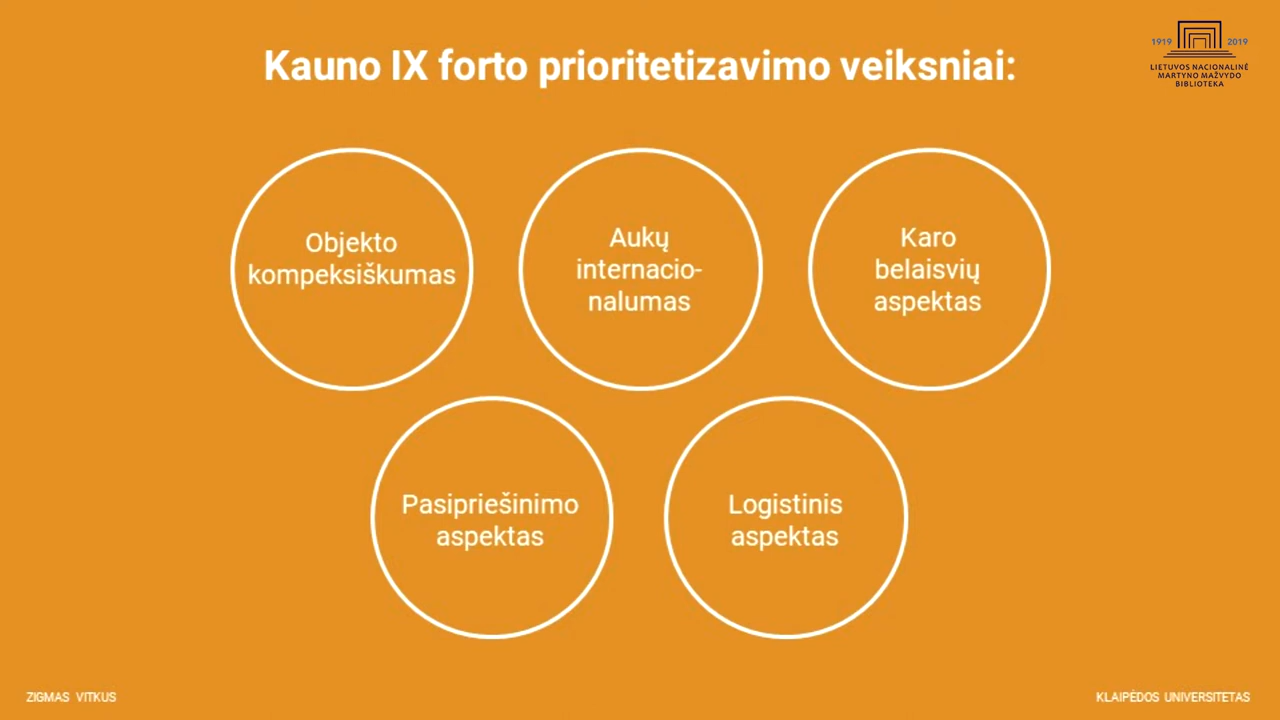 Kauno IX forto prioritetizavimo veiksniai:
1919 2019
LIETUVOS NACIONALINĖ
MARTYNO MAŽVYDO
BIBLIOTEKA
Objekto
kompeksiškumas
Aukų
internacio-
nalumas
Karo
belaisvių
aspektas
Pasipriešinimo
aspektas
Logistinis
aspektas
ZIGMAS VITKUS
KLAIPĖDOS UNIVERSITETAS